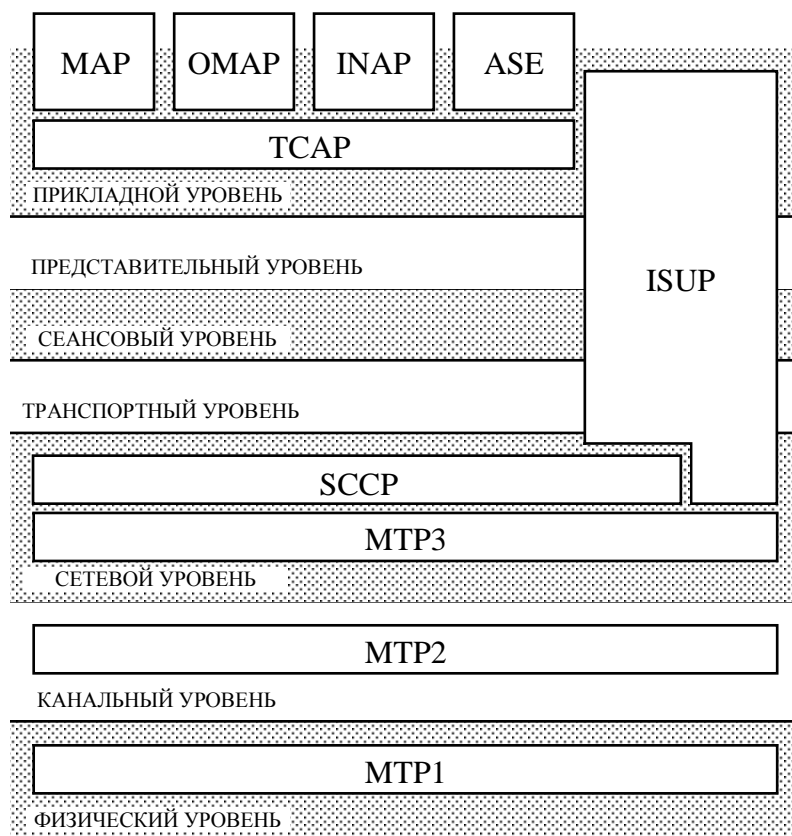 MAP OMAP INAP ASE
TCAP
ПРИКЛАДНОЙ УРОВЕНЬ
ПРЕДСТАВИТЕЛЬНЫЙ УРОВЕНЬ
ISUP
СЕАНСОВЫЙ УРОВЕНЬ
ТРАНСПОРТНЫЙ УРОВЕНЬ
SCCP
MTP3
СЕТЕВОЙ УРОВЕНЬ
MTP2
КАНАЛЬНЫЙ УРОВЕНЬ
MTP1
ФИЗИЧЕСКИЙ УРОВЕНЬ